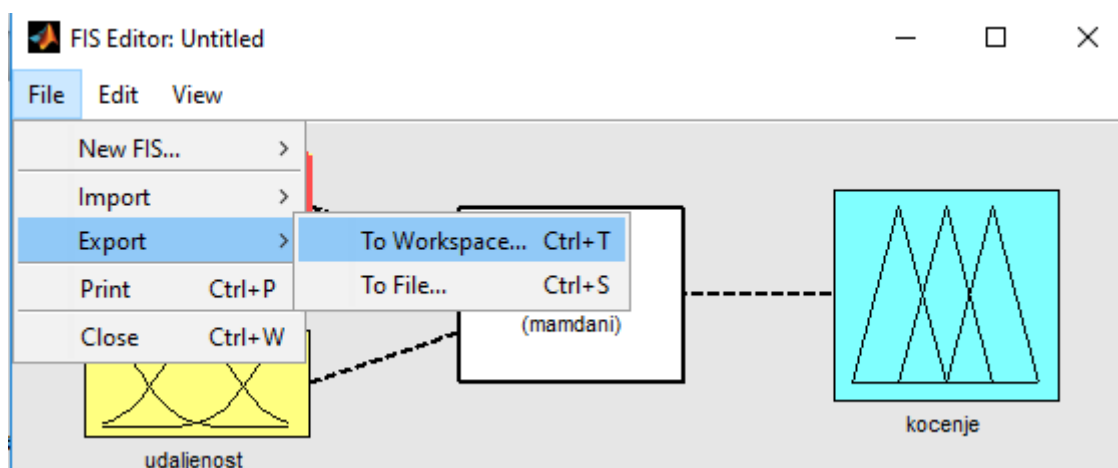 FIS Editor: Untitled
File Edit View
New FIS... >
Import >
Export >
To Workspace... Ctrl+T
To File... Ctrl+S
Print Ctrl+P
Close Ctrl+W
(mamdani)
kocenje
udaljenost